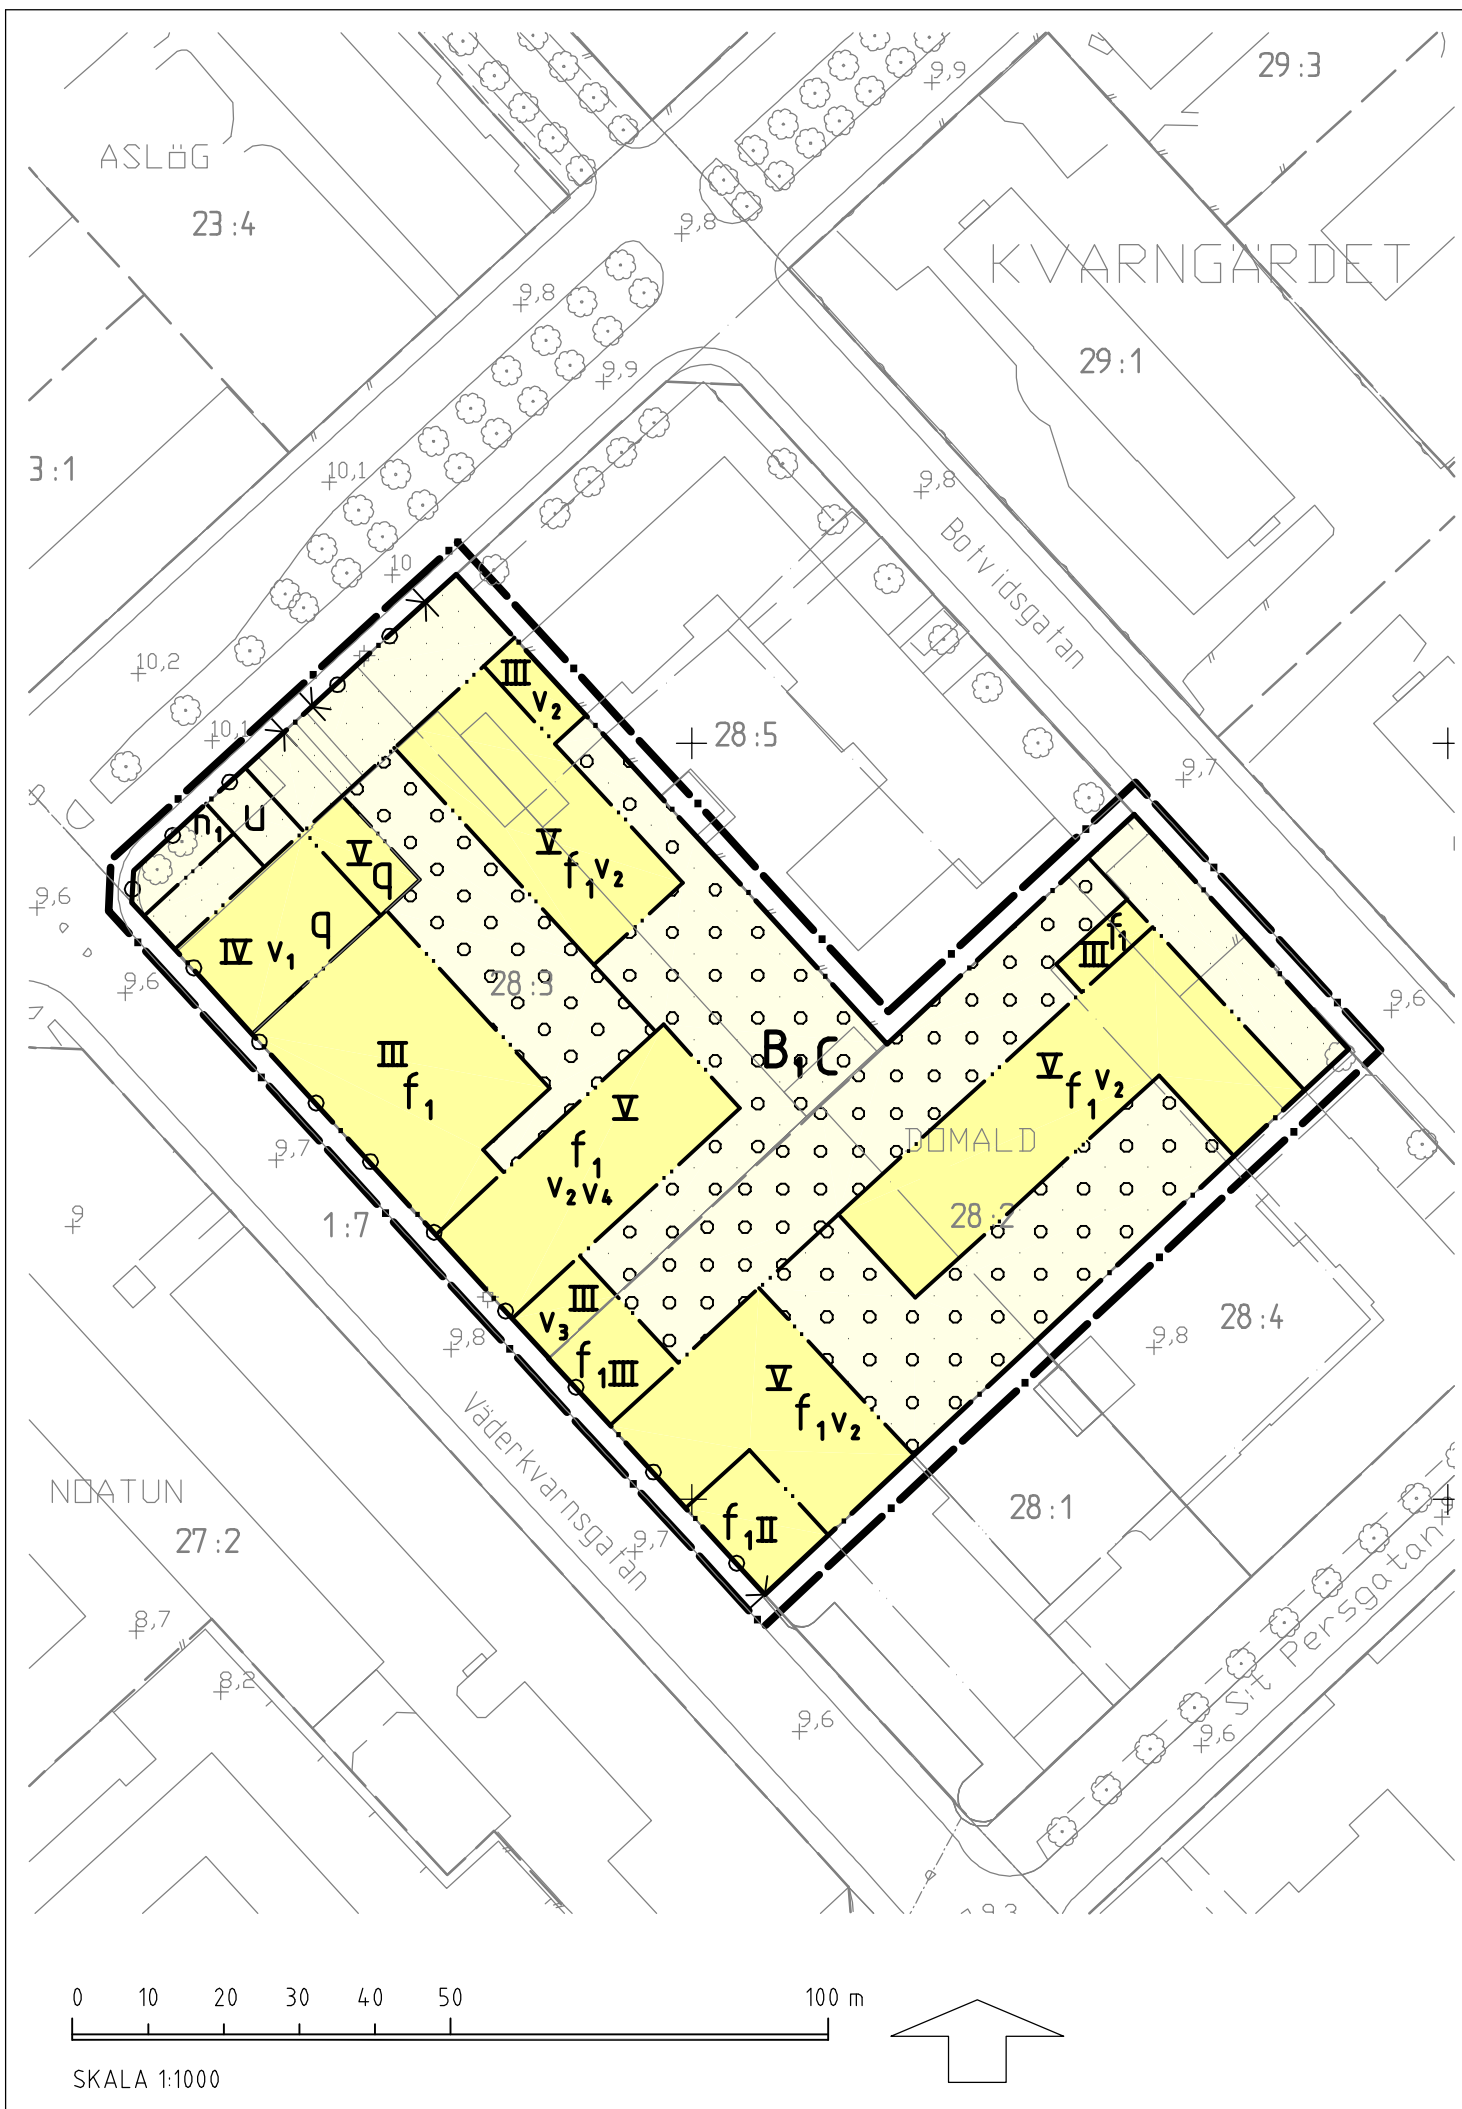 29:3
9,9
ASLÖG
23:4
9,8
KVARNGÄRDET
9,8
29:1
9,9
3:1
10,1
9,8
Botvidsgatan
10
10,2
III
v2
10,1
28:5
9,7
n1
u
V
q
V
f1 v2
9,6
IV v1
q
f1
III
9,6
28:3
9,6
7
III
f1
B1 C
V
f1 v2
V
f1
v2 v4
DOMALD
9,7
28:2
9
1:7
III
v3
f1 III
9,8
28:4
9,8
V
f1 v2
Väderkvarnsgatan
NOATUN
27:2
f1 II
9,7
28:1
9
S:t Persgatan
8,7
8,2
9,6
9,6
9,3
0 10 20 30 40 50 100 m
SKALA 1:1000